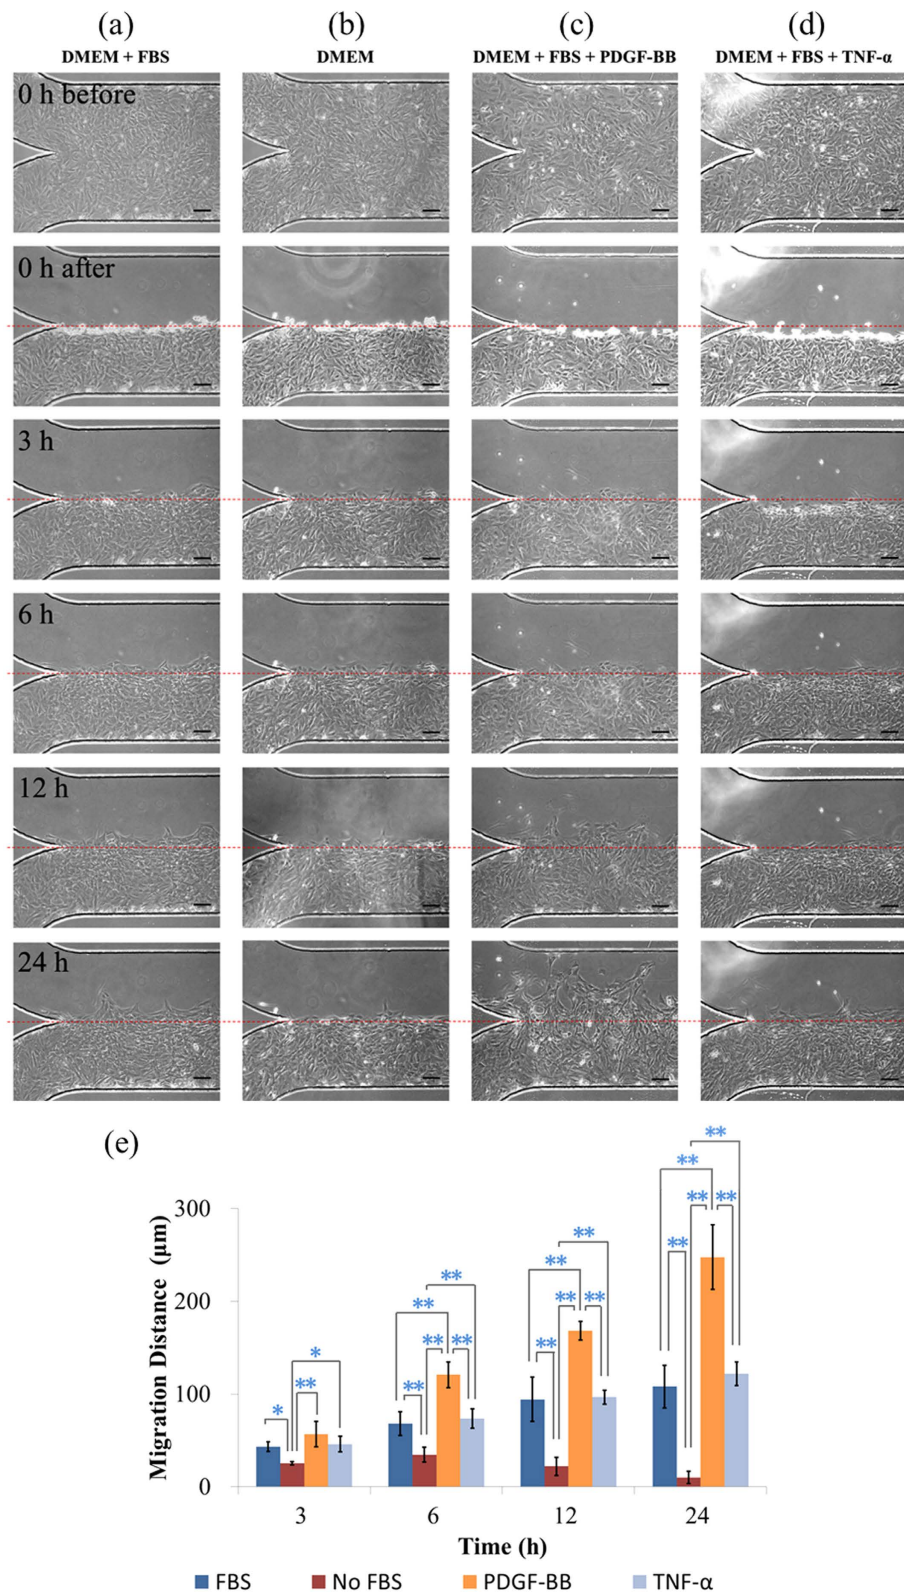 (a) (b) (c) (d)
DMEM + FBS DMEM DMEM + FBS + PDGF-BB DMEM + FBS + TNF-α
0 h before
0 h after
3 h
6 h
12 h
24 h
(e)
** 
**
** **
**
**
**
** **
**
**
**
** **
**
*
**
*
300
200
100
0
Migration Distance (µm)
3 6 12 24
Time (h)
FBS No FBS PDGF-BB TNF-α